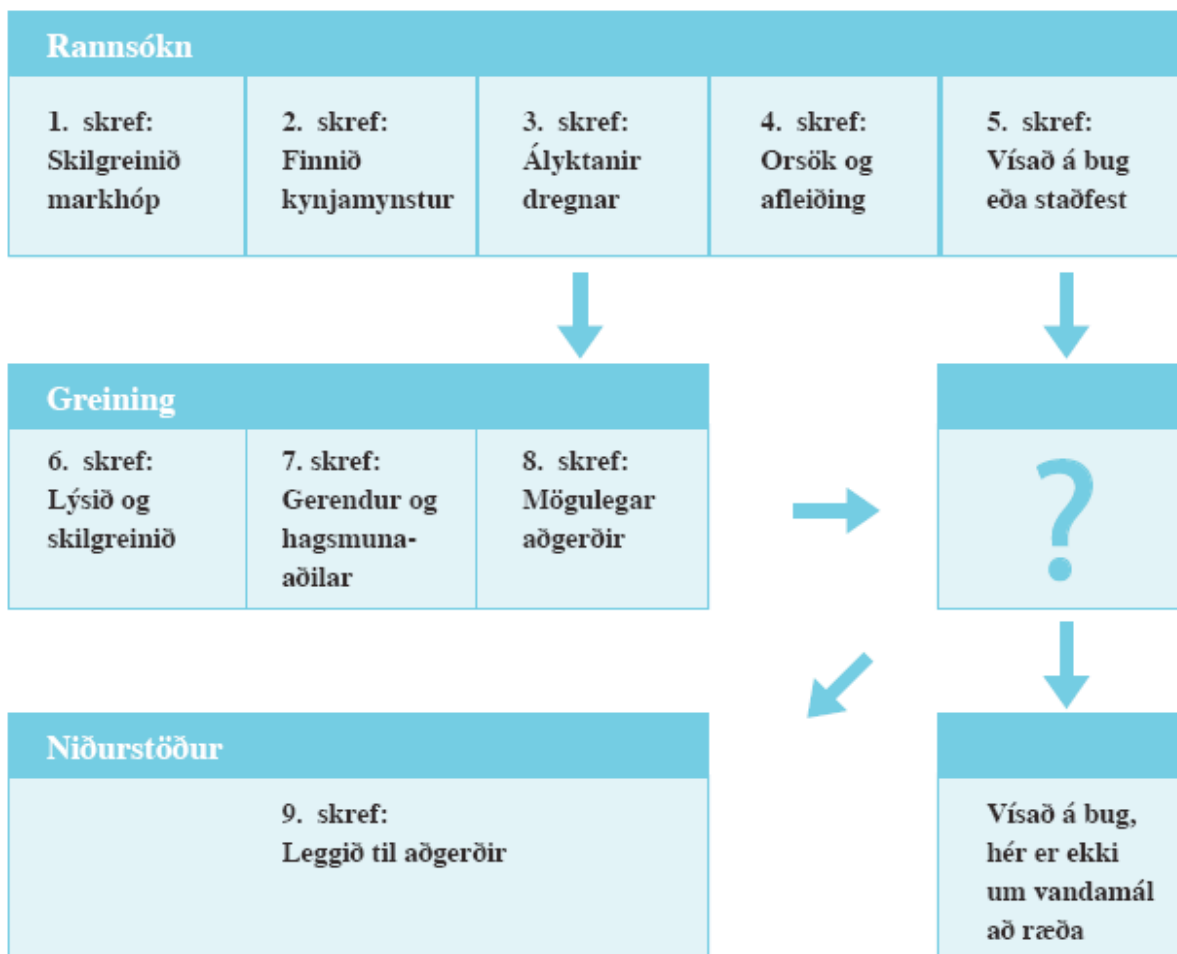 Rannsókn
1. skref:
Skilgreinið
markhóp
2. skref:
Finnið
kynjamynstur
3. skref:
Ályktanir
dregnar
4. skref:
Orsök og
afleiðing
5. skref:
Vísað á bug
eða staðfest
Greining
6. skref:
Lýsið og
skilgreinið
7. skref:
Gerendur og
hagsmuna-
aðilar
8. skref:
Mögulegar
aðgerðir
?
Niðurstöður
9. skref:
Leggið til aðgerðir
Vísað á bug,
hér er ekki
um vandamál
að ræða